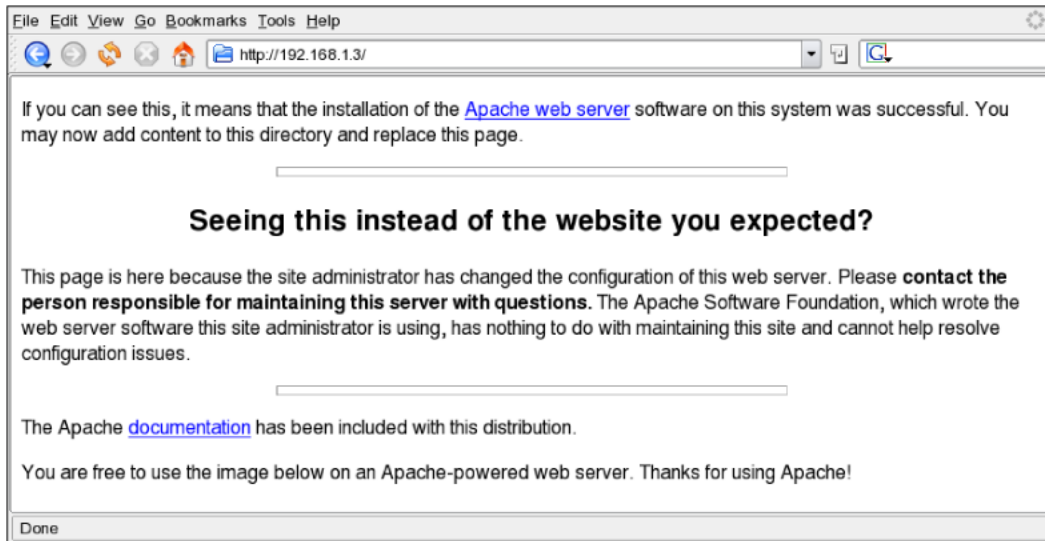 File Edit View Go Bookmarks Tools Help
http://192.168.1.3/
G
If you can see this, it means that the installation of the Apache web server software on this system was successful. You
may now add content to this directory and replace this page.
Seeing this instead of the website you expected?
This page is here because the site administrator has changed the configuration of this web server. Please contact the
person responsible for maintaining this server with questions. The Apache Software Foundation, which wrote the
web server software this site administrator is using, has nothing to do with maintaining this site and cannot help resolve
configuration issues.
The Apache documentation has been included with this distribution.
You are free to use the image below on an Apache-powered web server. Thanks for using Apache!
Done